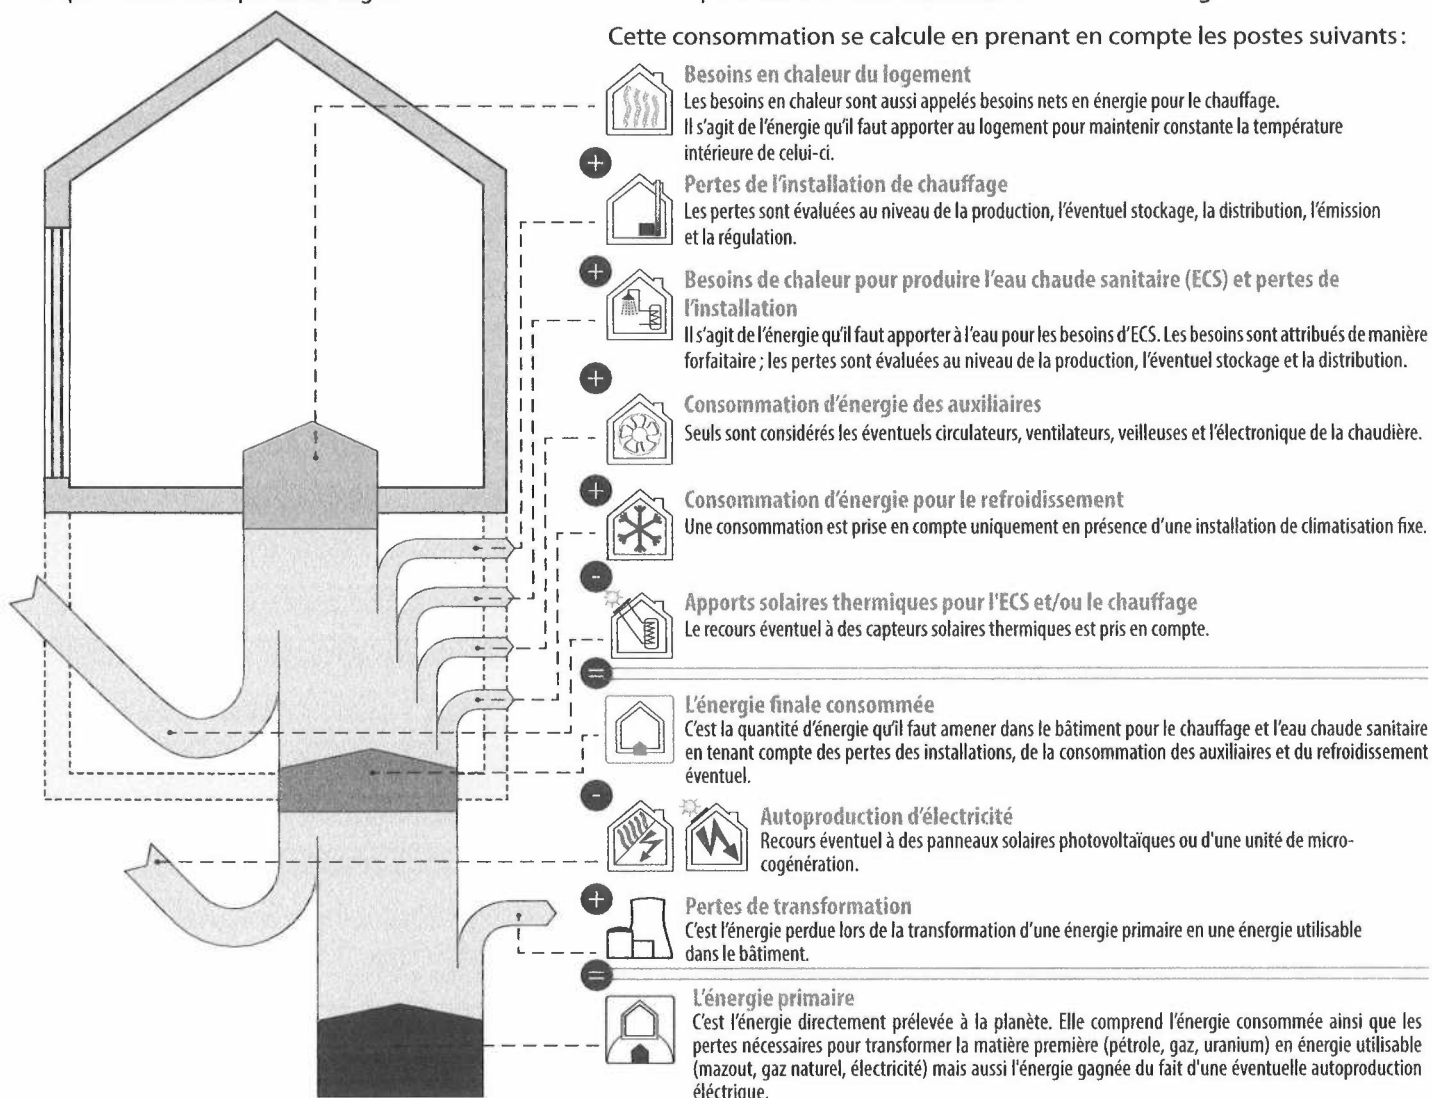 Cette consommation se calcule en prenant en compte les postes suivants :
Besoins en chaleur du logement
Les besoins en chaleur sont aussi appelés besoins nets en énergie pour le chauffage.
Il s'agit de l'énergie qu'il faut apporter au logement pour maintenir constante la température
intérieure de celui-ci.
+
Pertes de l'installation de chauffage
Les pertes sont évaluées au niveau de la production, l'éventuel stockage, la distribution, l'émission
et la régulation.
+
Besoins de chaleur pour produire l'eau chaude sanitaire (ECS) et pertes de
l'installation
Il s'agit de l'énergie qu'il faut apporter à l'eau pour les besoins d'ECS. Les besoins sont attribués de manière
forfaitaire ; les pertes sont évaluées au niveau de la production, l'éventuel stockage et la distribution.
+
Consommation d'énergie des auxiliaires
Seuls sont considérés les éventuels circulateurs, ventilateurs, veilleuses et l'électronique de la chaudière.
+
Consommation d'énergie pour le refroidissement
Une consommation est prise en compte uniquement en présence d'une installation de climatisation fixe.
-
Apports solaires thermiques pour l'ECS et/ou le chauffage
Le recours éventuel à des capteurs solaires thermiques est pris en compte.
=
L'énergie finale consommée
C'est la quantité d'énergie qu'il faut amener dans le bâtiment pour le chauffage et l'eau chaude sanitaire
en tenant compte des pertes des installations, de la consommation des auxiliaires et du refroidissement
éventuel.
-
Autoproduction d'électricité
Recours éventuel à des panneaux solaires photovoltaïques ou d'une unité de micro-
cogénération.
+
Pertes de transformation
C'est l'énergie perdue lors de la transformation d'une énergie primaire en une énergie utilisable
dans le bâtiment.
=
L'énergie primaire
C'est l'énergie directement prélevée à la planète. Elle comprend l'énergie consommée ainsi que les
pertes nécessaires pour transformer la matière première (pétrole, gaz, uranium) en énergie utilisable
(mazout, gaz naturel, électricité) mais aussi l'énergie gagnée du fait d'une éventuelle autoproduction
éléctrique.